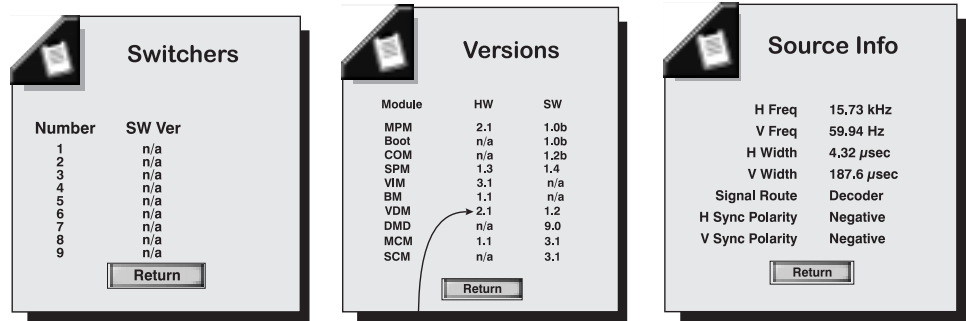 Switchers
Number SW Ver
1 n/a
2 n/a
3 n/a
4 n/a
5 n/a
6 n/a
7 n/a
8 n/a
9 n/a
Return
Versions
Module HW SW
MPM 2.1 1.0b
Boot n/a 1.0b
COM n/a 1.2b
SPM 1.3 1.4
VIM 3.1 n/a
BM 1.1 n/a
VDM 2.1 1.2
DMD n/a 9.0
MCM 1.1 3.1
SCM n/a 3.1
Return
Source Info
H Freq 15.73 kHz
V Freq 59.94 Hz
H Width 4.32 µsec
V Width 187.6 µsec
Signal Route Decoder
H Sync Polarity Negative
V Sync Polarity Negative
Return